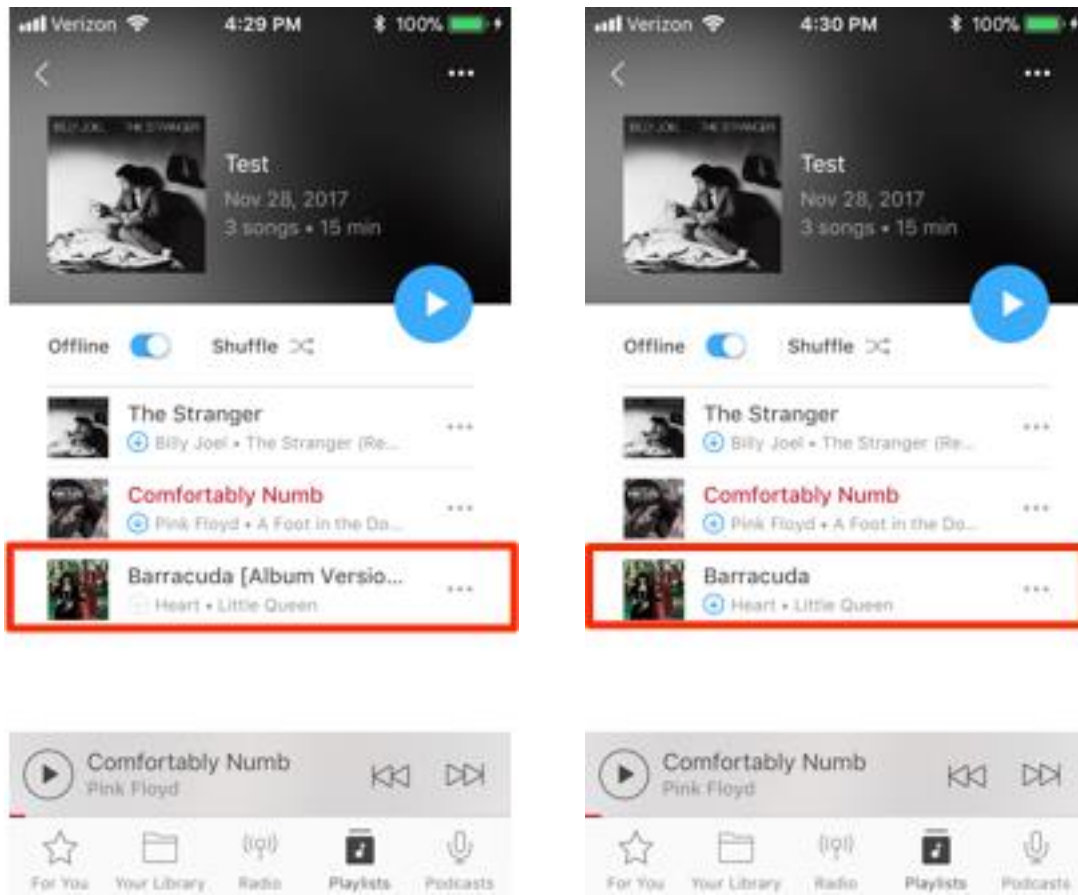 Verizon 4:29 PM 100%
BILLY JOEL THE STRANGER
Test
Nov 28, 2017
3 songs • 15 min
Offline Shuffle
The Stranger
Billy Joel • The Stranger (Re...
Comfortably Numb
Pink Floyd • A Foot in the Do...
Barracuda [Album Versio...
Heart • Little Queen
Comfortably Numb
Pink Floyd
For You Your Library Radio Playlists Podcasts
Verizon 4:30 PM 100%
BILLY JOEL THE STRANGER
Test
Nov 28, 2017
3 songs • 15 min
Offline Shuffle
The Stranger
Billy Joel • The Stranger (Re...
Comfortably Numb
Pink Floyd • A Foot in the Do...
Barracuda
Heart • Little Queen
Comfortably Numb
Pink Floyd
For You Your Library Radio Playlists Podcasts